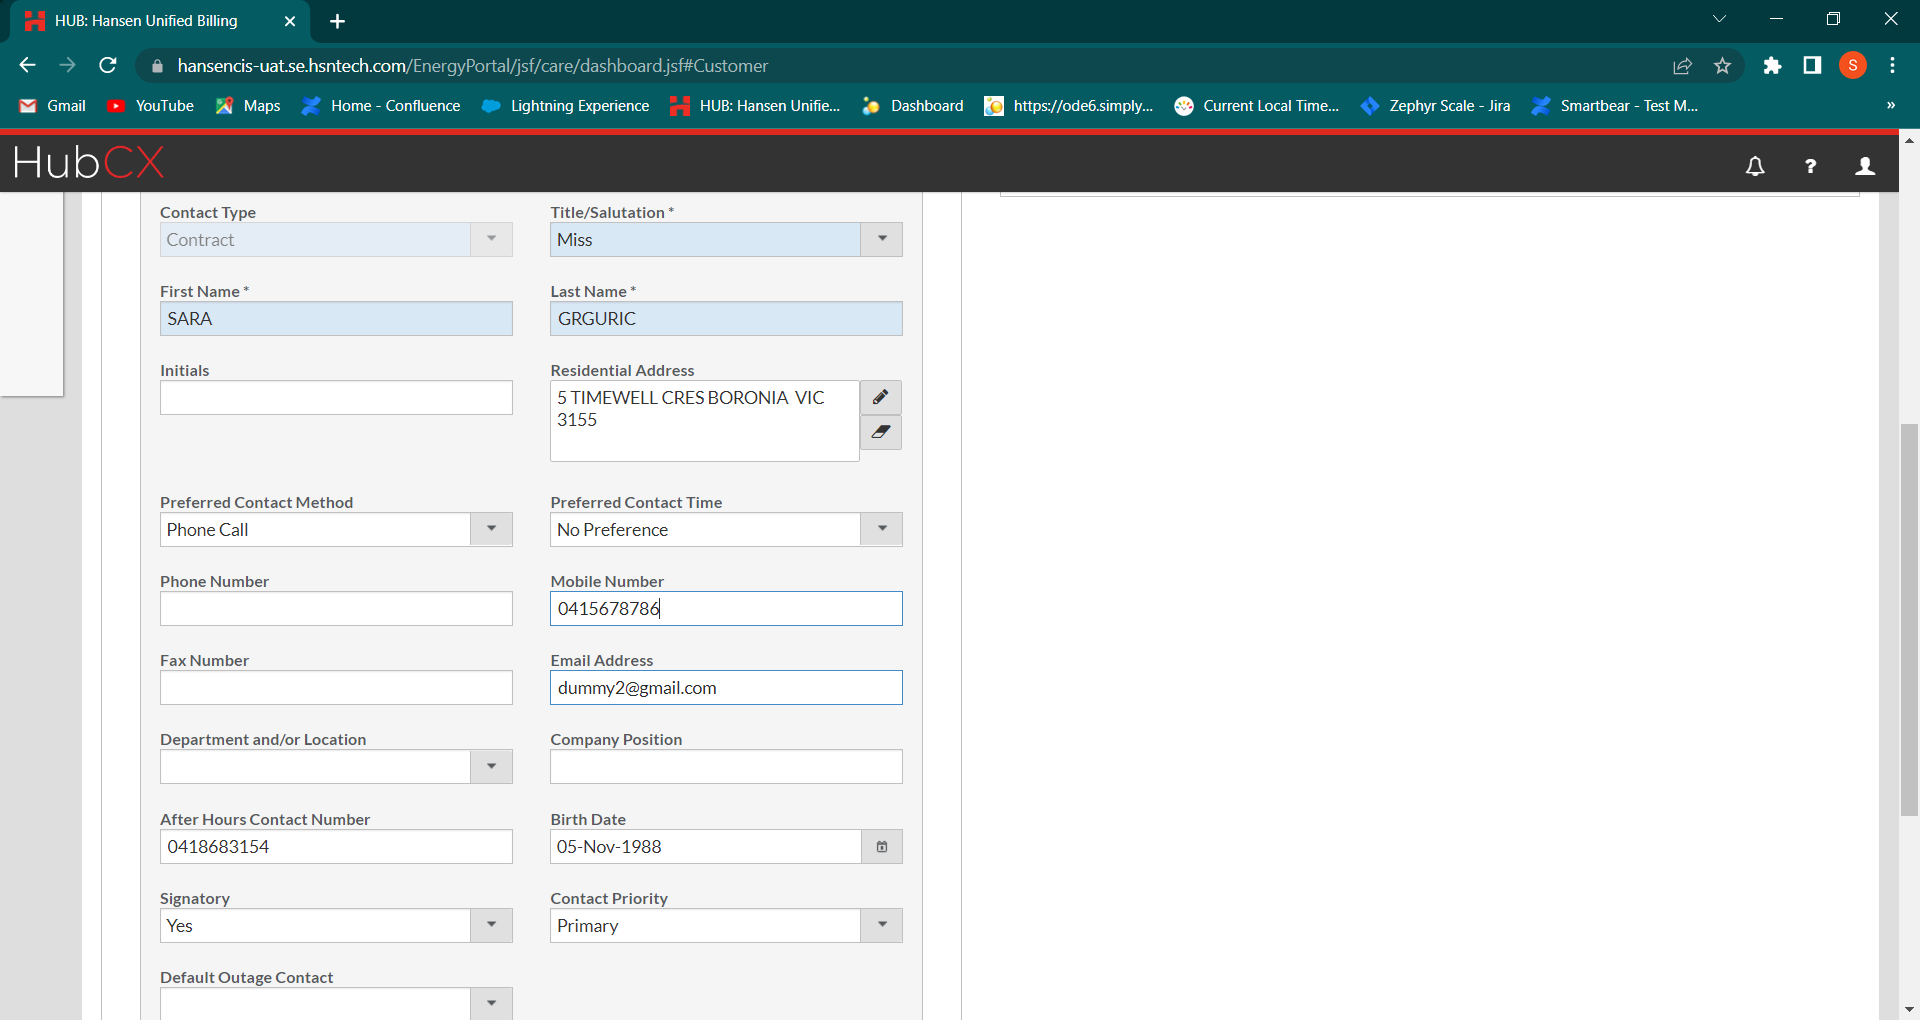 HUB: Hansen Unified Billing
hansencis-uat.se.hsntech.com/EnergyPortal/jsf/care/dashboard.jsf#Customer
S
Gmail YouTube Maps Home - Confluence Lightning Experience HUB: Hansen Unifie... Dashboard https://ode6.simply... Current Local Time... Zephyr Scale - Jira Smartbear - Test M... »
HubCX ?
Contact Type Title/Salutation *
Contract Miss
First Name * Last Name *
SARA GRGURIC
Initials Residential Address
5 TIMEWELL CRES BORONIA VIC
3155
Preferred Contact Method Preferred Contact Time
Phone Call No Preference
Phone Number Mobile Number
0415678786
Fax Number Email Address
dummy2@gmail.com
Department and/or Location Company Position
After Hours Contact Number Birth Date
0418683154 05-Nov-1988
Signatory Contact Priority
Yes Primary
Default Outage Contact